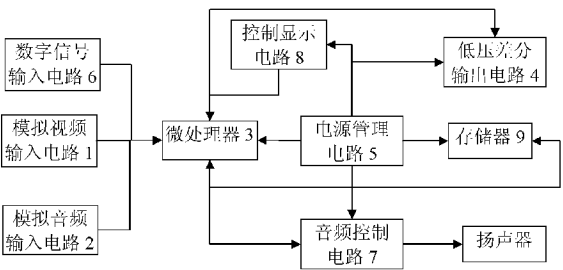 数字信号
输入电路 6
控制显示
电路 8
低压差分
输出电路 4
模拟视频
输入电路 1
微处理器 3
电源管理
电路 5
存储器 9
模拟音频
输入电路 2
音频控制
电路 7
扬声器